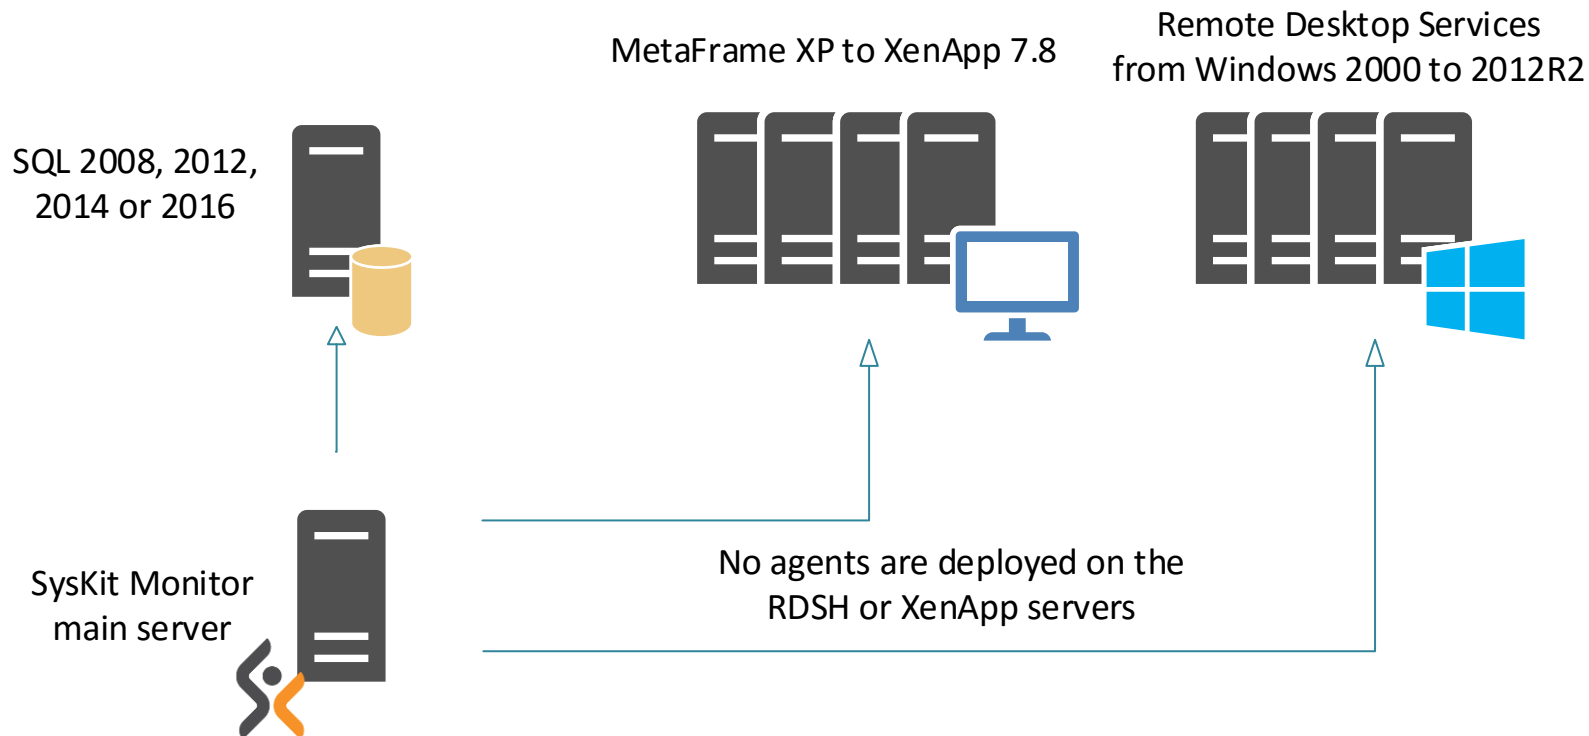 MetaFrame XP to XenApp 7.8
Remote Desktop Services
from Windows 2000 to 2012R2
SQL 2008, 2012,
2014 or 2016
SysKit Monitor
main server
No agents are deployed on the
RDSH or XenApp servers